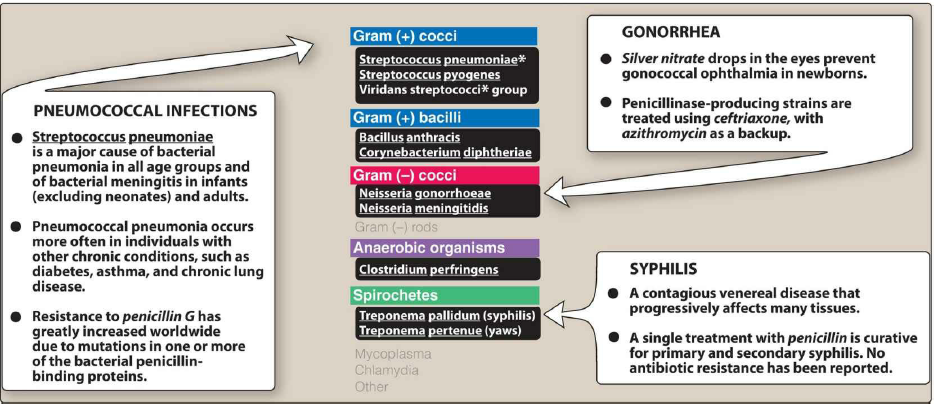 PNEUMOCOCCAL INFECTIONS
● Streptococcus pneumoniae
is a major cause of bacterial
pneumonia in all age groups and
of bacterial meningitis in infants
(excluding neonates) and adults.
● Pneumococcal pneumonia occurs
more often in individuals with
other chronic conditions, such as
diabetes, asthma, and chronic lung
disease.
● Resistance to penicillin G has
greatly increased worldwide
due to mutations in one or more
of the bacterial penicillin-
binding proteins.
Gram (+) cocci
Streptococcus pneumoniae*
Streptococcus pyogenes
Viridans streptococci* group
Gram (+) bacilli
Bacillus anthracis
Corynebacterium diphtheriae
Gram (–) cocci
Neisseria gonorrhoeae
Neisseria meningitidis
Gram (–) rods
Anaerobic organisms
Clostridium perfringens
Spirochetes
Treponema pallidum (syphilis)
Treponema pertenue (yaws)
Mycoplasma
Chlamydia
Other
GONORRHEA
● Silver nitrate drops in the eyes prevent
gonococcal ophthalmia in newborns.
● Penicillinase-producing strains are
treated using ceftriaxone, with
azithromycin as a backup.
SYPHILIS
● A contagious venereal disease that
progressively affects many tissues.
● A single treatment with penicillin is curative
for primary and secondary syphilis. No
antibiotic resistance has been reported.